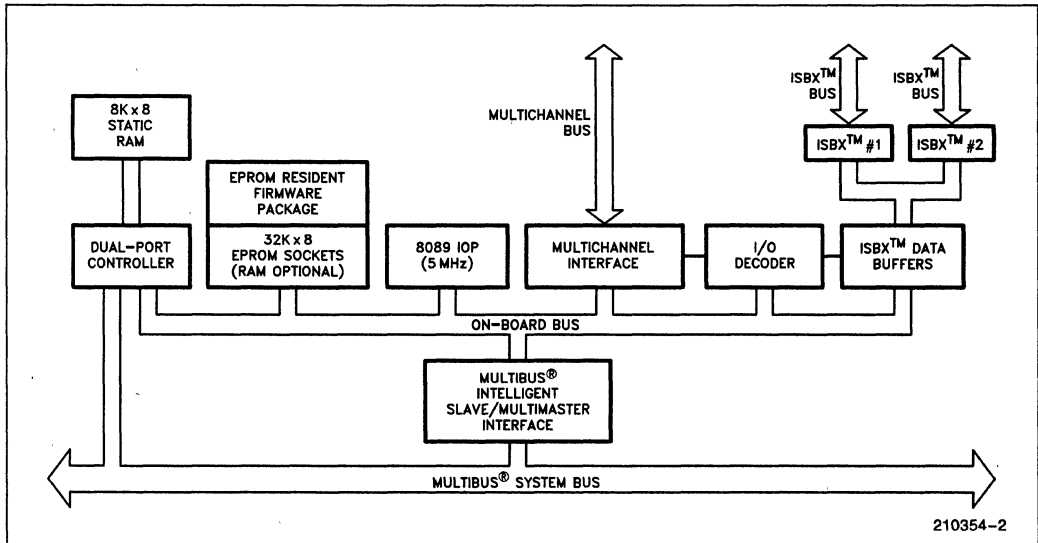 8K x 8
STATIC
RAM
MULTICHANNEL
BUS
ISBX™
BUS
ISBX™
BUS
ISBX™ #1
ISBX™ #2
EPROM RESIDENT
FIRMWARE
PACKAGE
DUAL-PORT
CONTROLLER
32K x 8
EPROM SOCKETS
(RAM OPTIONAL)
8089 IOP
(5 MHz)
MULTICHANNEL
INTERFACE
I/O
DECODER
ISBX™ DATA
BUFFERS
ON-BOARD BUS
MULTIBUS®
INTELLIGENT
SLAVE/MULTIMASTER
INTERFACE
MULTIBUS® SYSTEM BUS
210354-2